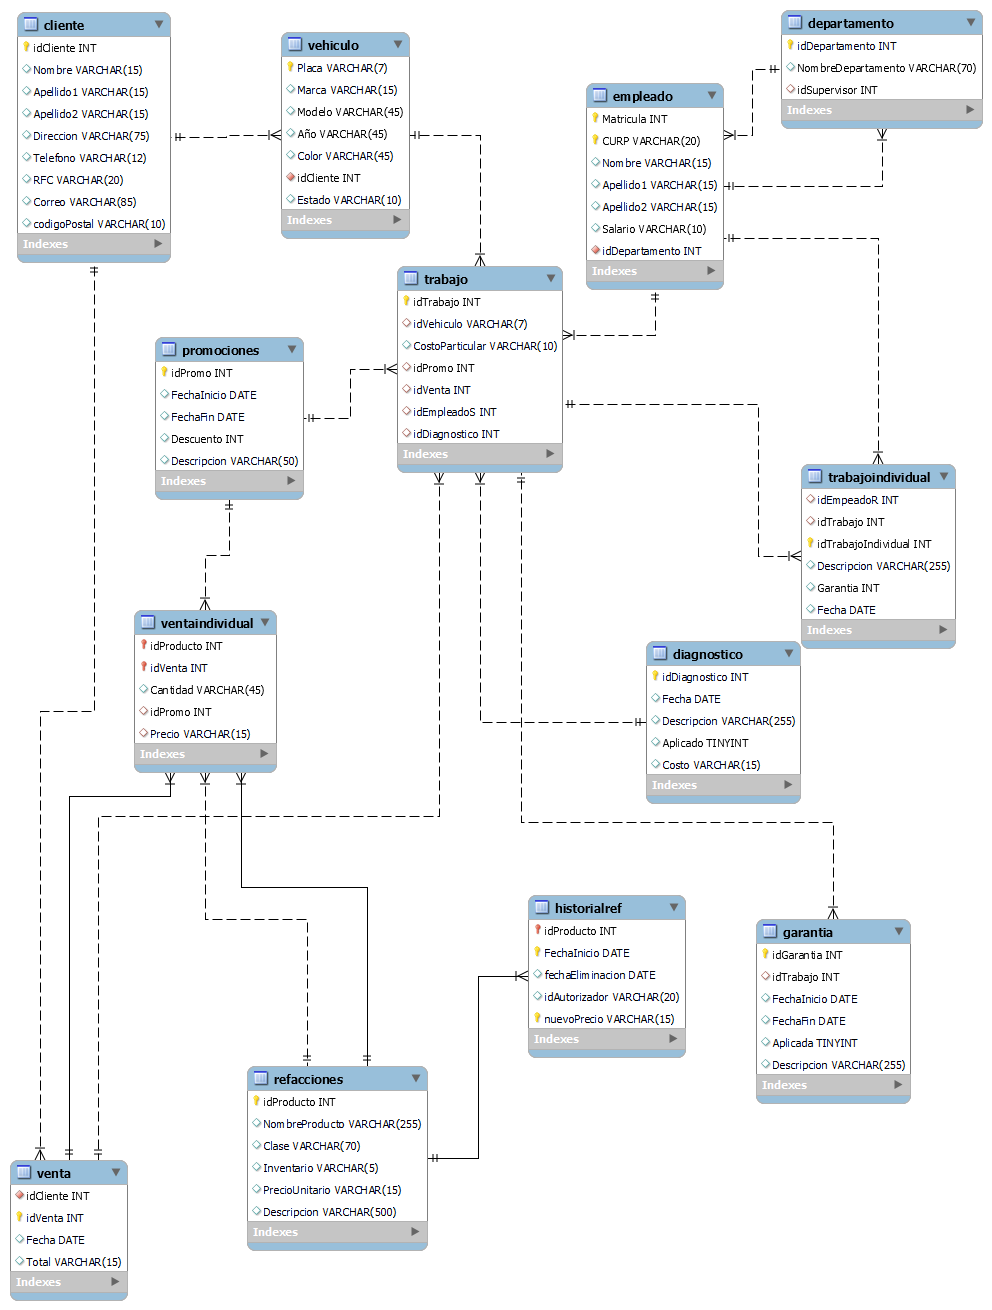 cliente
idCliente INT
Nombre VARCHAR(15)
Apellido1 VARCHAR(15)
Apellido2 VARCHAR(15)
Direccion VARCHAR(75)
Telefono VARCHAR(12)
RFC VARCHAR(20)
Correo VARCHAR(85)
codigoPostal VARCHAR(10)
Indexes
vehiculo
Placa VARCHAR(7)
Marca VARCHAR(15)
Modelo VARCHAR(45)
Año VARCHAR(45)
Color VARCHAR(45)
idCliente INT
Estado VARCHAR(10)
Indexes
departamento
idDepartamento INT
NombreDepartamento VARCHAR(70)
idSupervisor INT
Indexes
empleado
Matricula INT
CURP VARCHAR(20)
Nombre VARCHAR(15)
Apellido1 VARCHAR(15)
Apellido2 VARCHAR(15)
Salario VARCHAR(10)
idDepartamento INT
Indexes
trabajo
idTrabajo INT
idVehiculo VARCHAR(7)
CostoParticular VARCHAR(10)
idPromo INT
idVenta INT
idEmpleadoS INT
idDiagnostico INT
Indexes
promociones
idPromo INT
FechaInicio DATE
FechaFin DATE
Descuento INT
Descripcion VARCHAR(50)
Indexes
trabajoindividual
idEmpeadoR INT
idTrabajo INT
idTrabajoIndividual INT
Descripcion VARCHAR(255)
Garantia INT
Fecha DATE
Indexes
ventaindividual
idProducto INT
idVenta INT
Cantidad VARCHAR(45)
idPromo INT
Precio VARCHAR(15)
Indexes
diagnostico
idDiagnostico INT
Fecha DATE
Descripcion VARCHAR(255)
Aplicado TINYINT
Costo VARCHAR(15)
Indexes
historialref
idProducto INT
FechaInicio DATE
fechaEliminacion DATE
idAutorizador VARCHAR(20)
nuevoPrecio VARCHAR(15)
Indexes
garantia
idGarantia INT
idTrabajo INT
FechaInicio DATE
FechaFin DATE
Aplicada TINYINT
Descripcion VARCHAR(255)
Indexes
refacciones
idProducto INT
NombreProducto VARCHAR(255)
Clase VARCHAR(70)
Inventario VARCHAR(5)
PrecioUnitario VARCHAR(15)
Descripcion VARCHAR(500)
Indexes
venta
idCliente INT
idVenta INT
Fecha DATE
Total VARCHAR(15)
Indexes